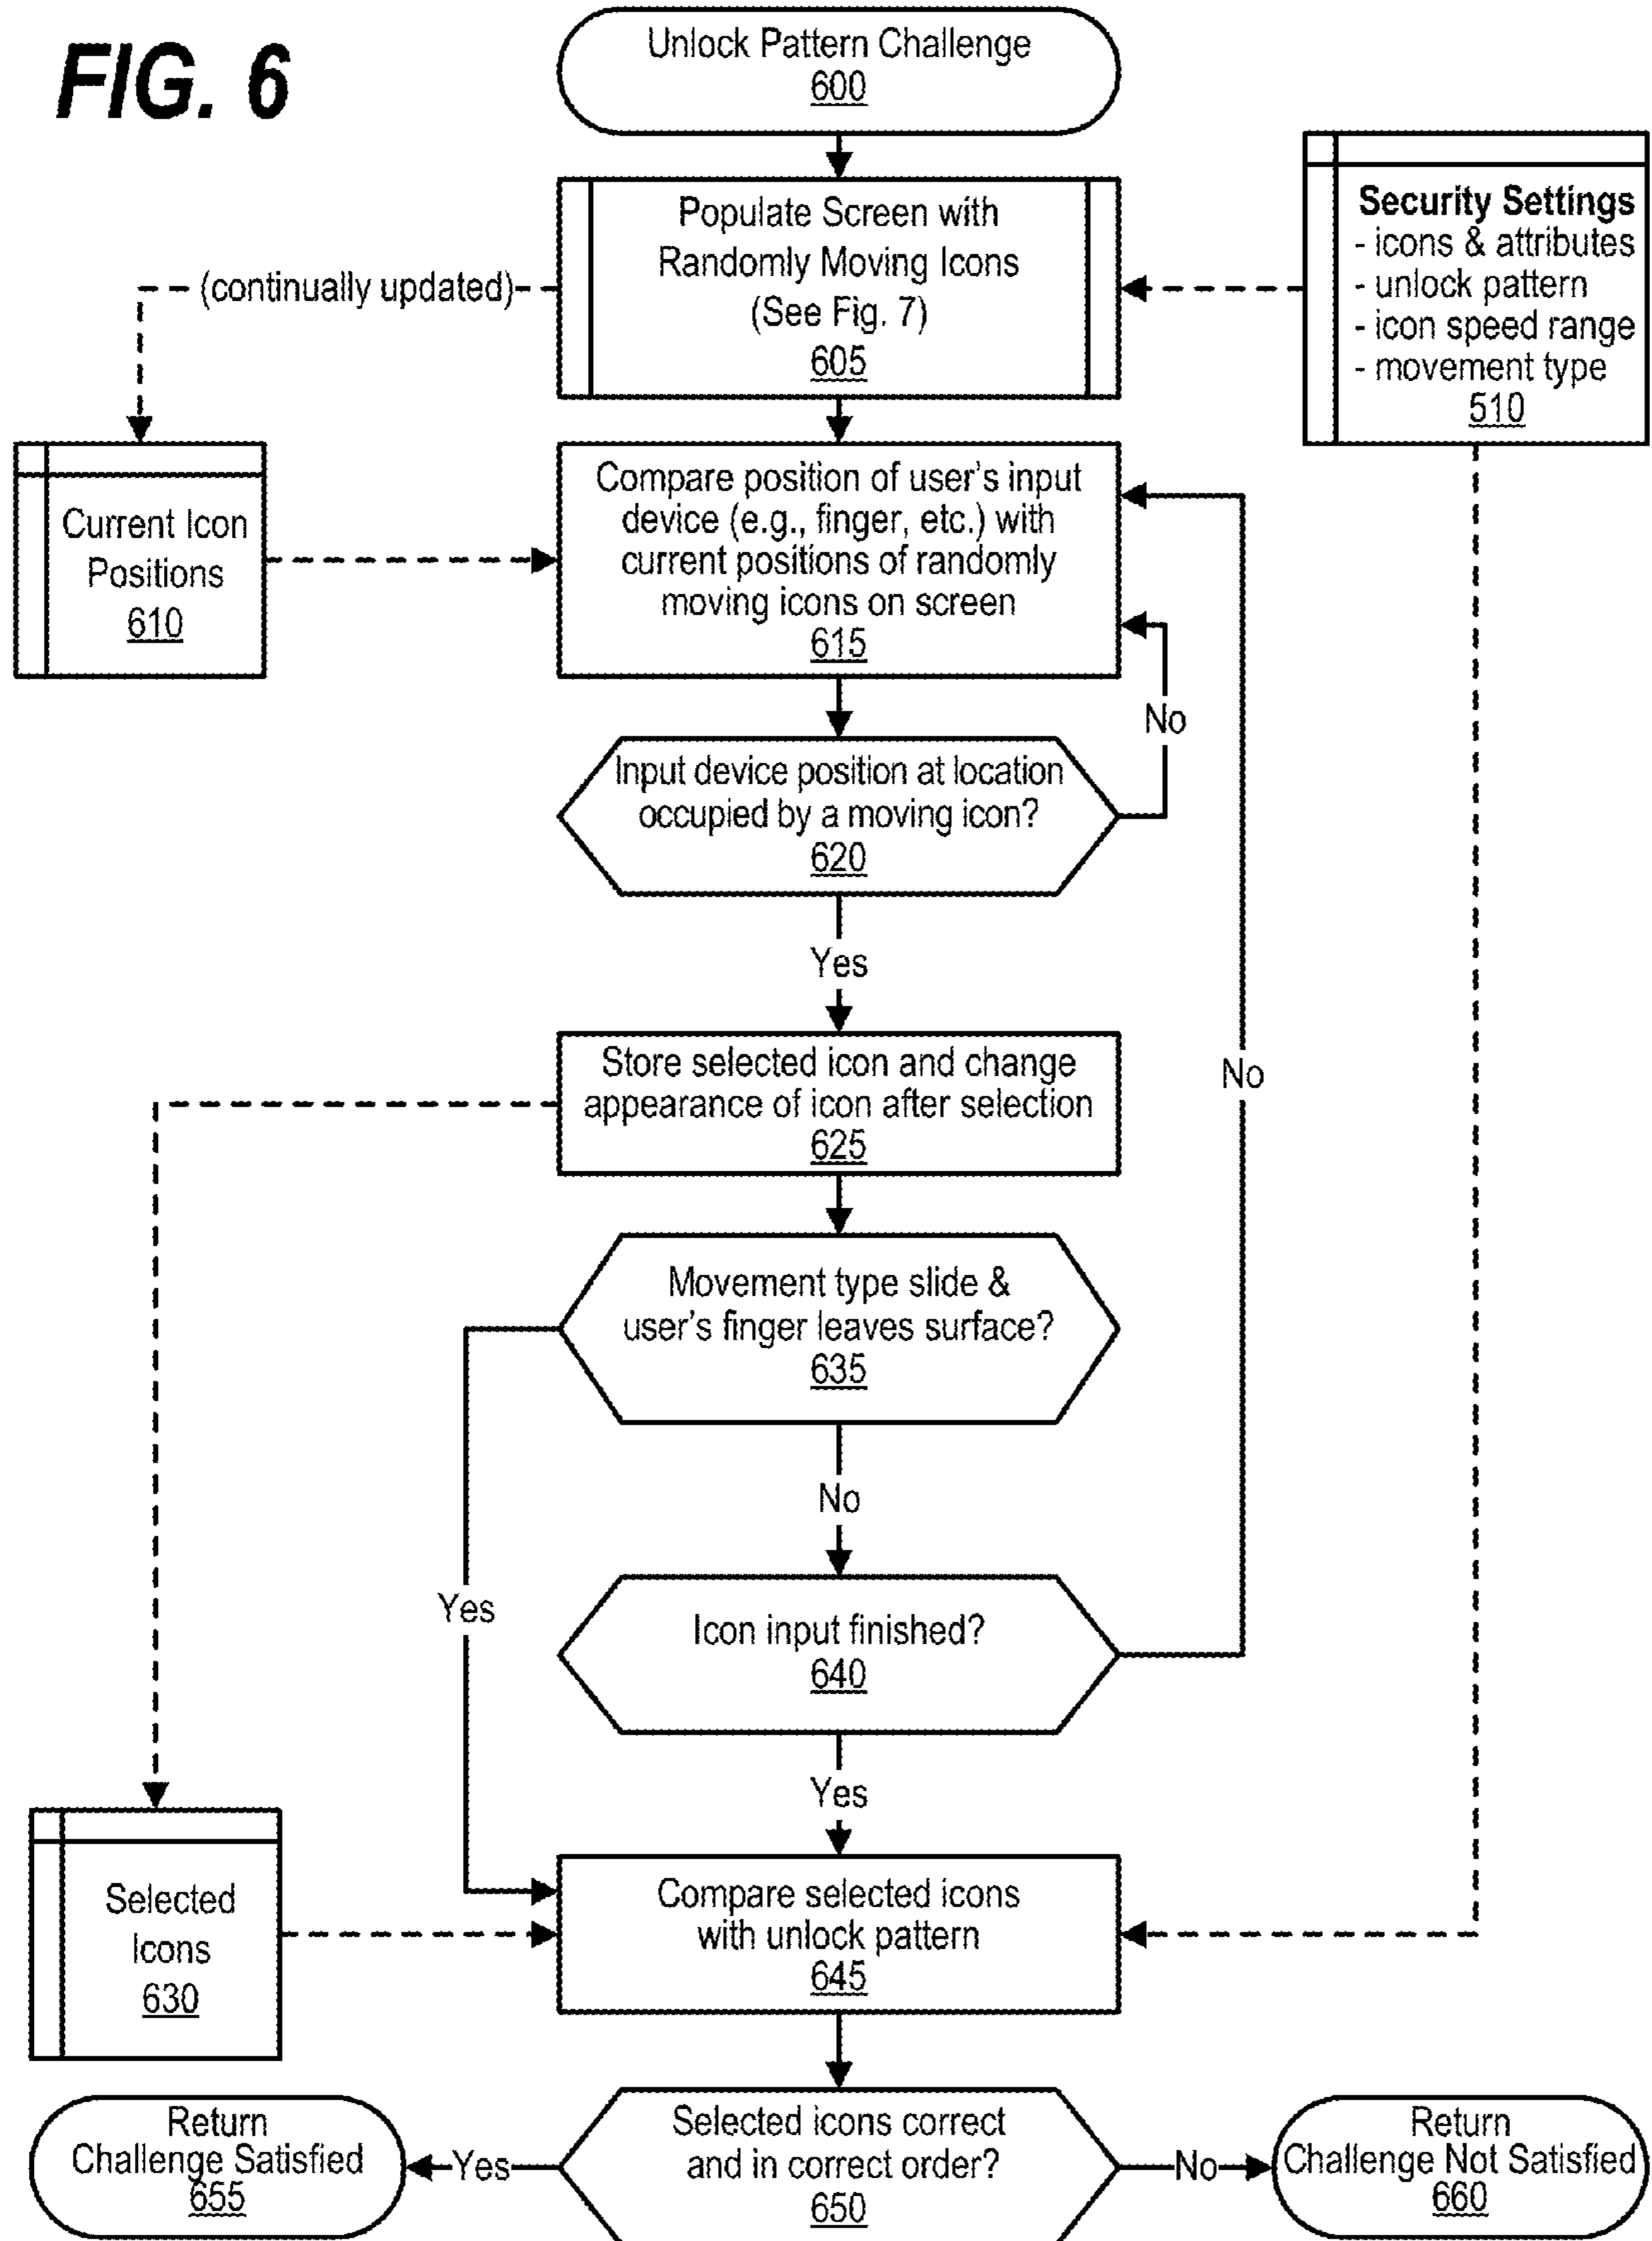 FIG. 6
Unlock Pattern Challenge
600
Populate Screen with
Randomly Moving Icons
(See Fig. 7)
605
Security Settings
- icons & attributes
- unlock pattern
- icon speed range
- movement type
510
(continually updated)
Current Icon
Positions
610
Compare position of user's input
device (e.g., finger, etc.) with
current positions of randomly
moving icons on screen
615
No
Input device position at location
occupied by a moving icon?
620
Yes
Store selected icon and change
appearance of icon after selection
625
No
Movement type slide &
user's finger leaves surface?
635
No
Yes
Icon input finished?
640
Yes
Selected
Icons
630
Compare selected icons
with unlock pattern
645
Return
Challenge Satisfied
655
Yes
Selected icons correct
and in correct order?
650
No
Return
Challenge Not Satisfied
660